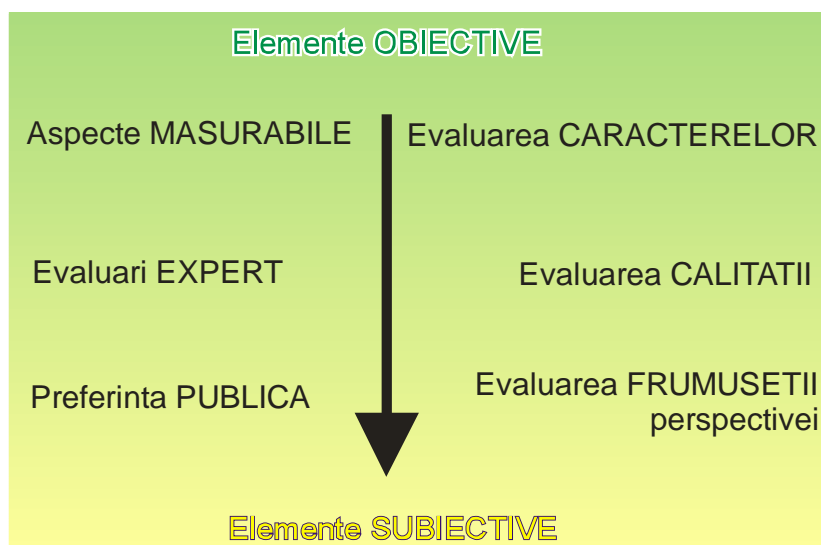 Elemente OBIECTIVE
Aspecte MASURABILE
Evaluarea CARACTERELOR
Evaluari EXPERT
Evaluarea CALITATII
Preferinta PUBLICA
Evaluarea FRUMUSETII
perspectivei
Elemente SUBIECTIVE